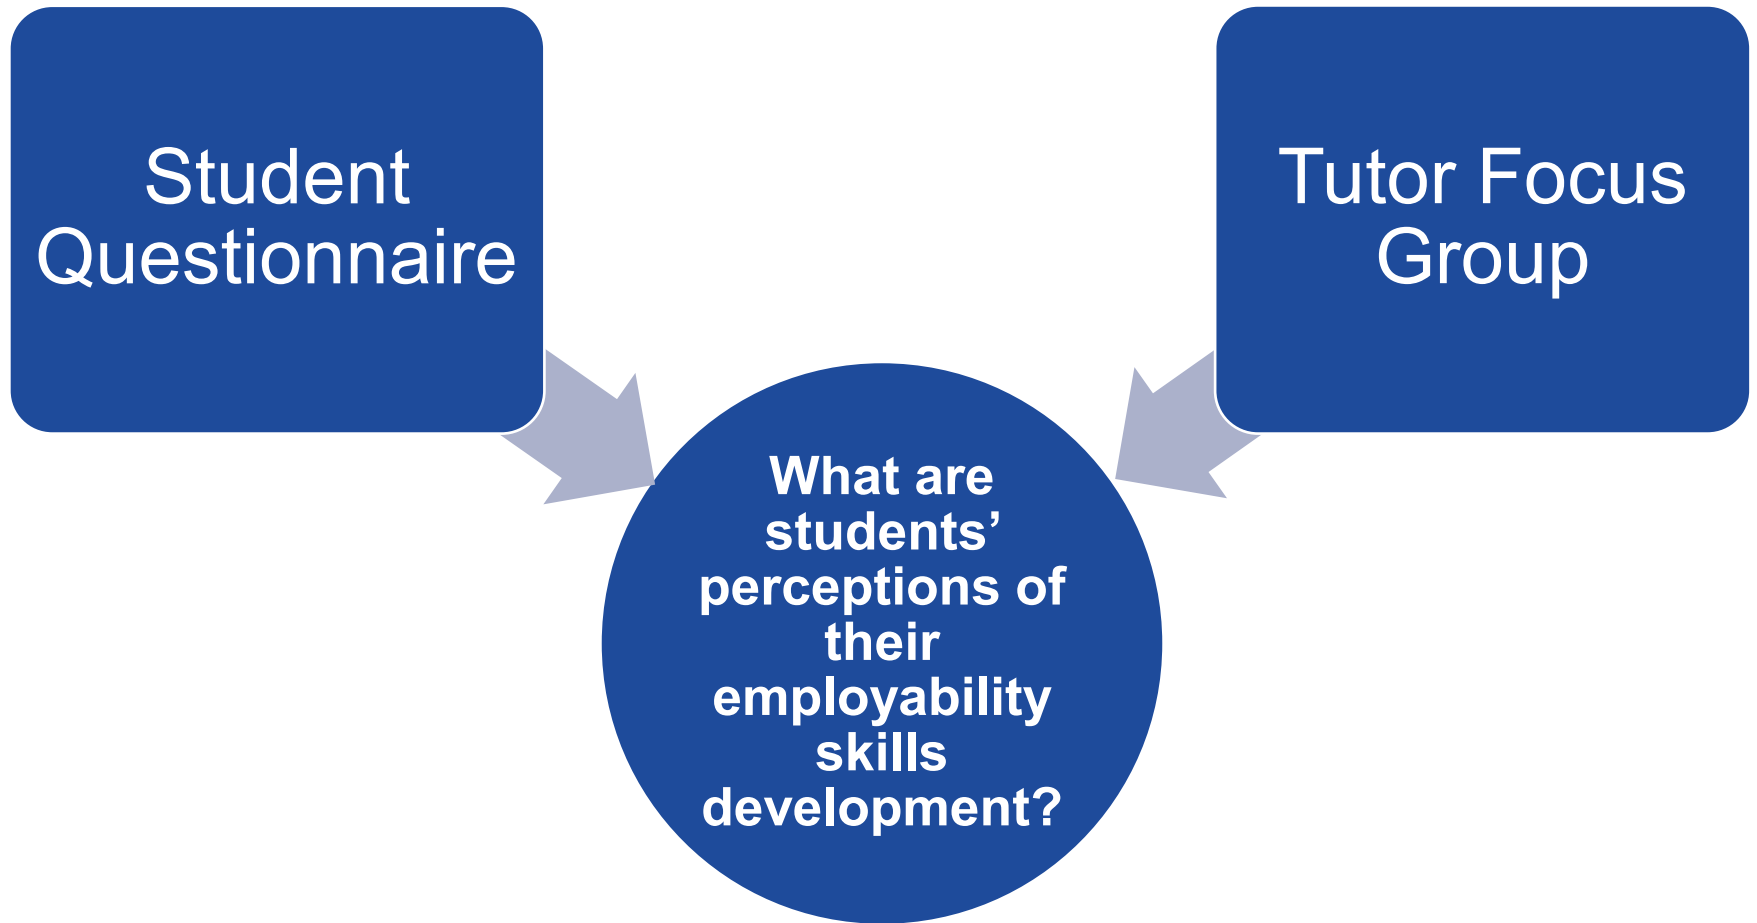 Student
Questionnaire
Tutor Focus
Group
What are
students’
perceptions of
their
employability
skills
development?